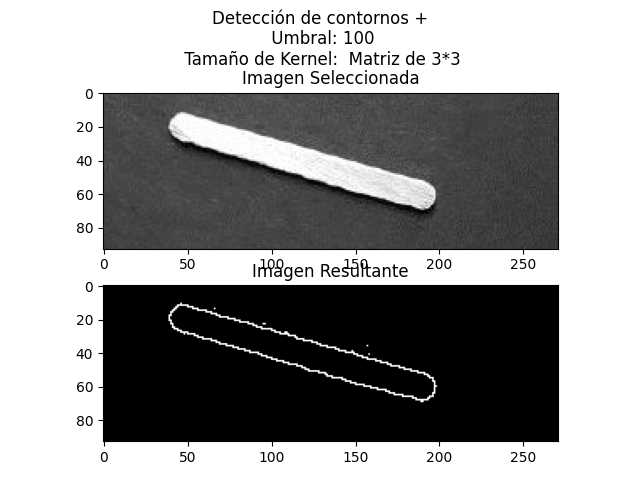 Detección de contornos +
Umbral: 100
Tamaño de Kernel:  Matriz de 3*3
Imagen Seleccionada
0
20
40
60
80
0 50 100 150 200 250
Imagen Resultante
0
20
40
60
80
0 50 100 150 200 250